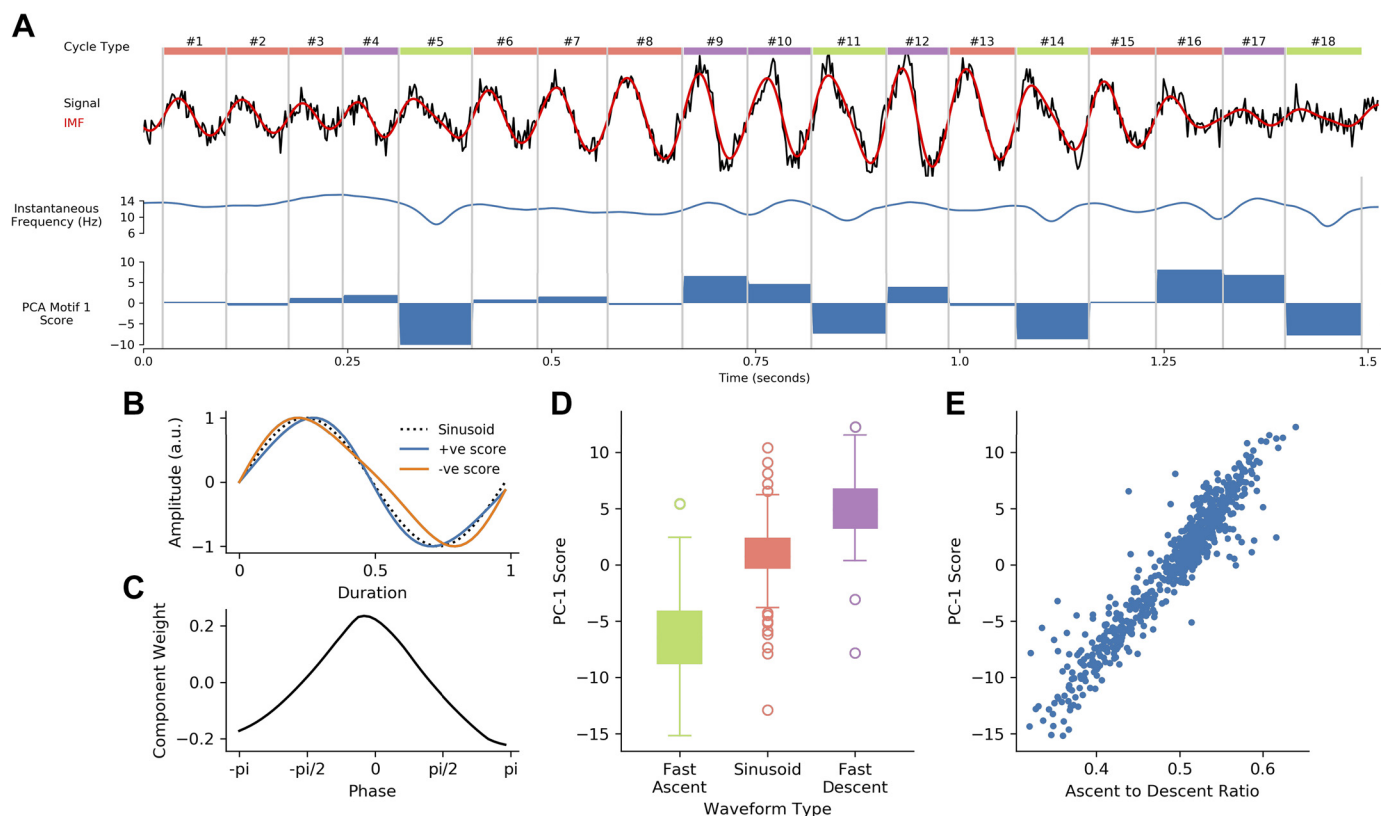 A
Cycle Type
#1 #2 #3 #4 #5 #6 #7 #8 #9 #10 #11 #12 #13 #14 #15 #16 #17 #18
Signal
IMF
Instantaneous
Frequency (Hz)
14
10
6
PCA Motif 1
Score
10
5
0
−5
−10
0.0 0.25 0.5 0.75 1.0 1.25 1.5
Time (seconds)
B
Amplitude (a.u.)
1
0
−1
Sinusoid
+ve score
-ve score
0 0.5 1
Duration
C
Component Weight
0.2
0.0
−0.2
-pi -pi/2 0 pi/2 pi
Phase
D
PC-1 Score
10
5
0
−5
−10
−15
Fast Sinusoid Fast
Ascent Descent
Waveform Type
E
PC-1 Score
10
5
0
−5
−10
−15
0.4 0.5 0.6
Ascent to Descent Ratio